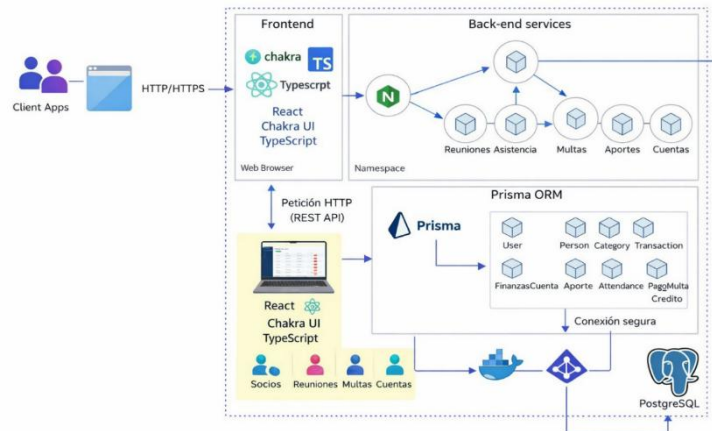 Frontend
chakra
TS
Typescrpt
React
Chakra UI
TypeScript
Web Browser
Client Apps
HTTP/HTTPS
Back-end services
N
Reuniones
Asistencia
Multas
Aportes
Cuentas
Namespace
Petición HTTP
(REST API)
React
Chakra UI
TypeScript
Socios
Reuniones
Multas
Cuentas
Prisma ORM
Prisma
User
Person
Category
Transaction
FinanzasCuenta
Aporte
Attendance
PagoMulta
Credito
Conexión segura
PostgreSQL